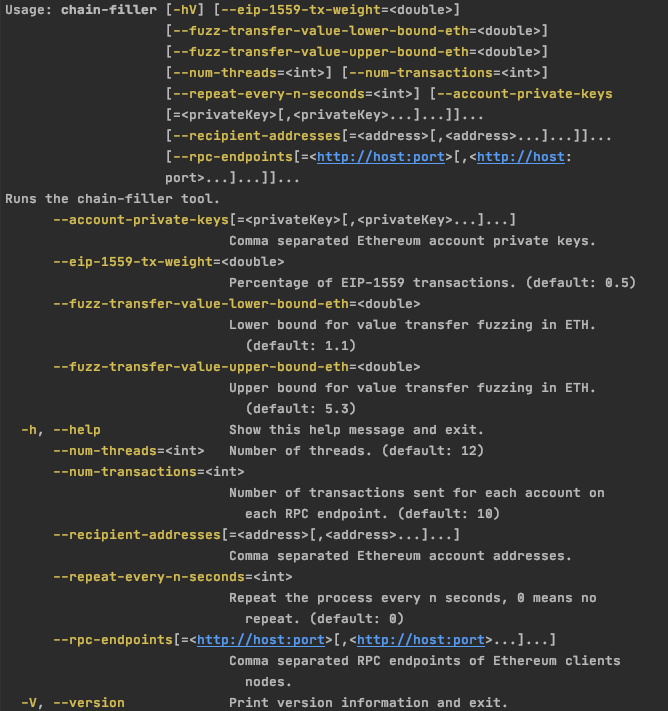 Usage: chain-filler [-hV] [--eip-1559-tx-weight=<double>]
[--fuzz-transfer-value-lower-bound-eth=<double>]
[--fuzz-transfer-value-upper-bound-eth=<double>]
[--num-threads=<int>] [--num-transactions=<int>]
[--repeat-every-n-seconds=<int>] [--account-private-keys
[=<privateKey>[,<privateKey>...]...]]...
[--recipient-addresses[=<address>[,<address>...]...]]...
[--rpc-endpoints[=<http://host:port>[,<http://host:
port>...]...]]...
Runs the chain-filler tool.
--account-private-keys[=<privateKey>[,<privateKey>...]...]
Comma separated Ethereum account private keys.
--eip-1559-tx-weight=<double>
Percentage of EIP-1559 transactions. (default: 0.5)
--fuzz-transfer-value-lower-bound-eth=<double>
Lower bound for value transfer fuzzing in ETH.
(default: 1.1)
--fuzz-transfer-value-upper-bound-eth=<double>
Upper bound for value transfer fuzzing in ETH.
(default: 5.3)
-h, --help Show this help message and exit.
--num-threads=<int> Number of threads. (default: 12)
--num-transactions=<int>
Number of transactions sent for each account on
each RPC endpoint. (default: 10)
--recipient-addresses[=<address>[,<address>...]...]
Comma separated Ethereum account addresses.
--repeat-every-n-seconds=<int>
Repeat the process every n seconds, 0 means no
repeat. (default: 0)
--rpc-endpoints[=<http://host:port>[,<http://host:port>...]...]
Comma separated RPC endpoints of Ethereum clients
nodes.
-V, --version Print version information and exit.